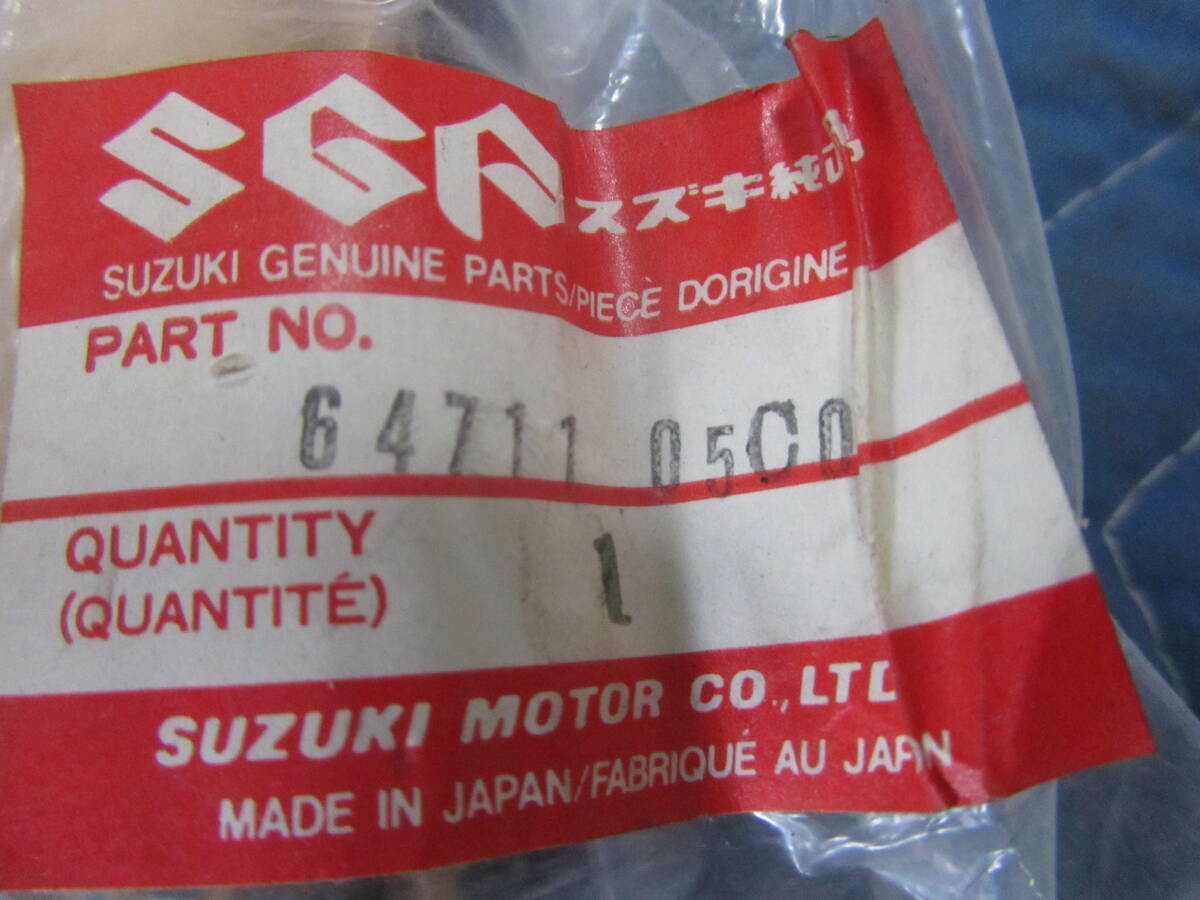 SGP スズキ純正部品
SUZUKI GENUINE PARTS/PIECÈ DORIGINE
PART NO.
64711 05C0
QUANTITY
(QUANTITÉ)
1
SUZUKI MOTOR CO., LTD
MADE IN JAPAN/FABRIQUÉ AU JAPAN